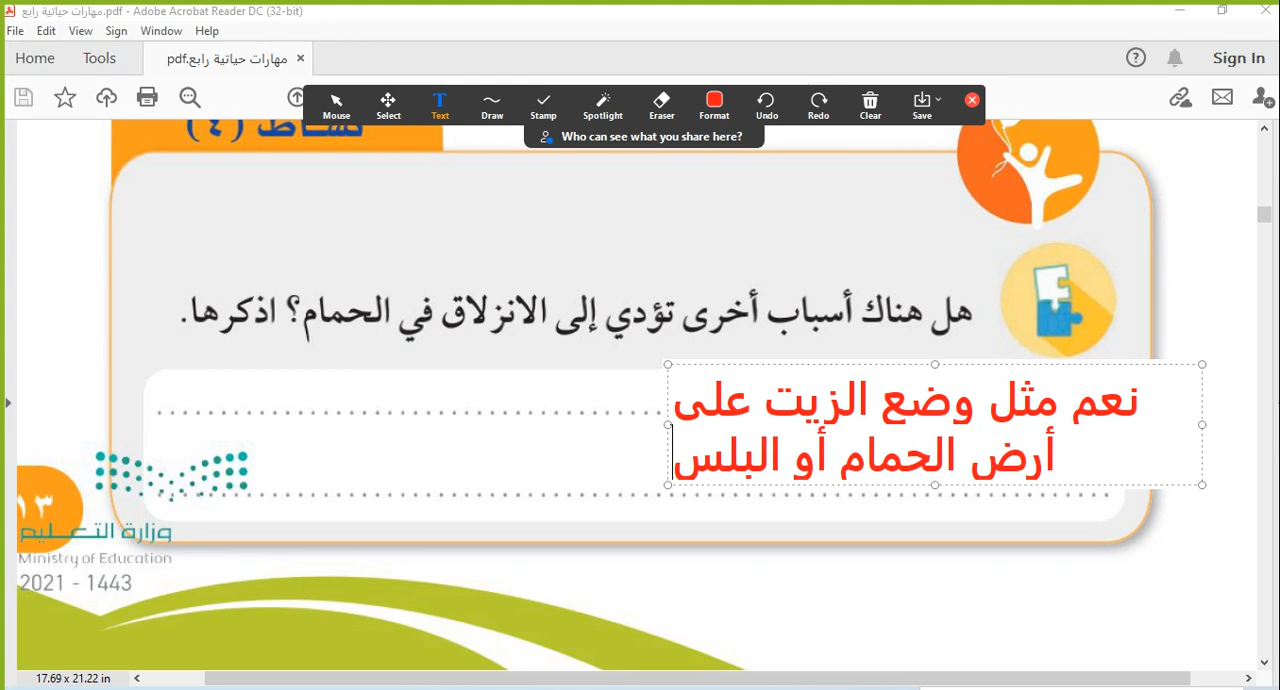 مهارات حياتية رابع.pdf - Adobe Acrobat Reader DC (32-bit)
File Edit View Sign Window Help
Home Tools مهارات حياتية رابع.pdf × Sign In
Mouse Select Text Draw Stamp Spotlight Eraser Format Undo Redo Clear Save
Who can see what you share here?
نشاط (٤)
هل هناك أسباب أخرى تؤدي إلى الانزلاق في الحمام؟ اذكرها.
نعم مثل وضع الزيت على
أرض الحمام أو البلس
١٣
وزارة التعليم
Ministry of Education
2021 - 1443
17.69 x 21.22 in